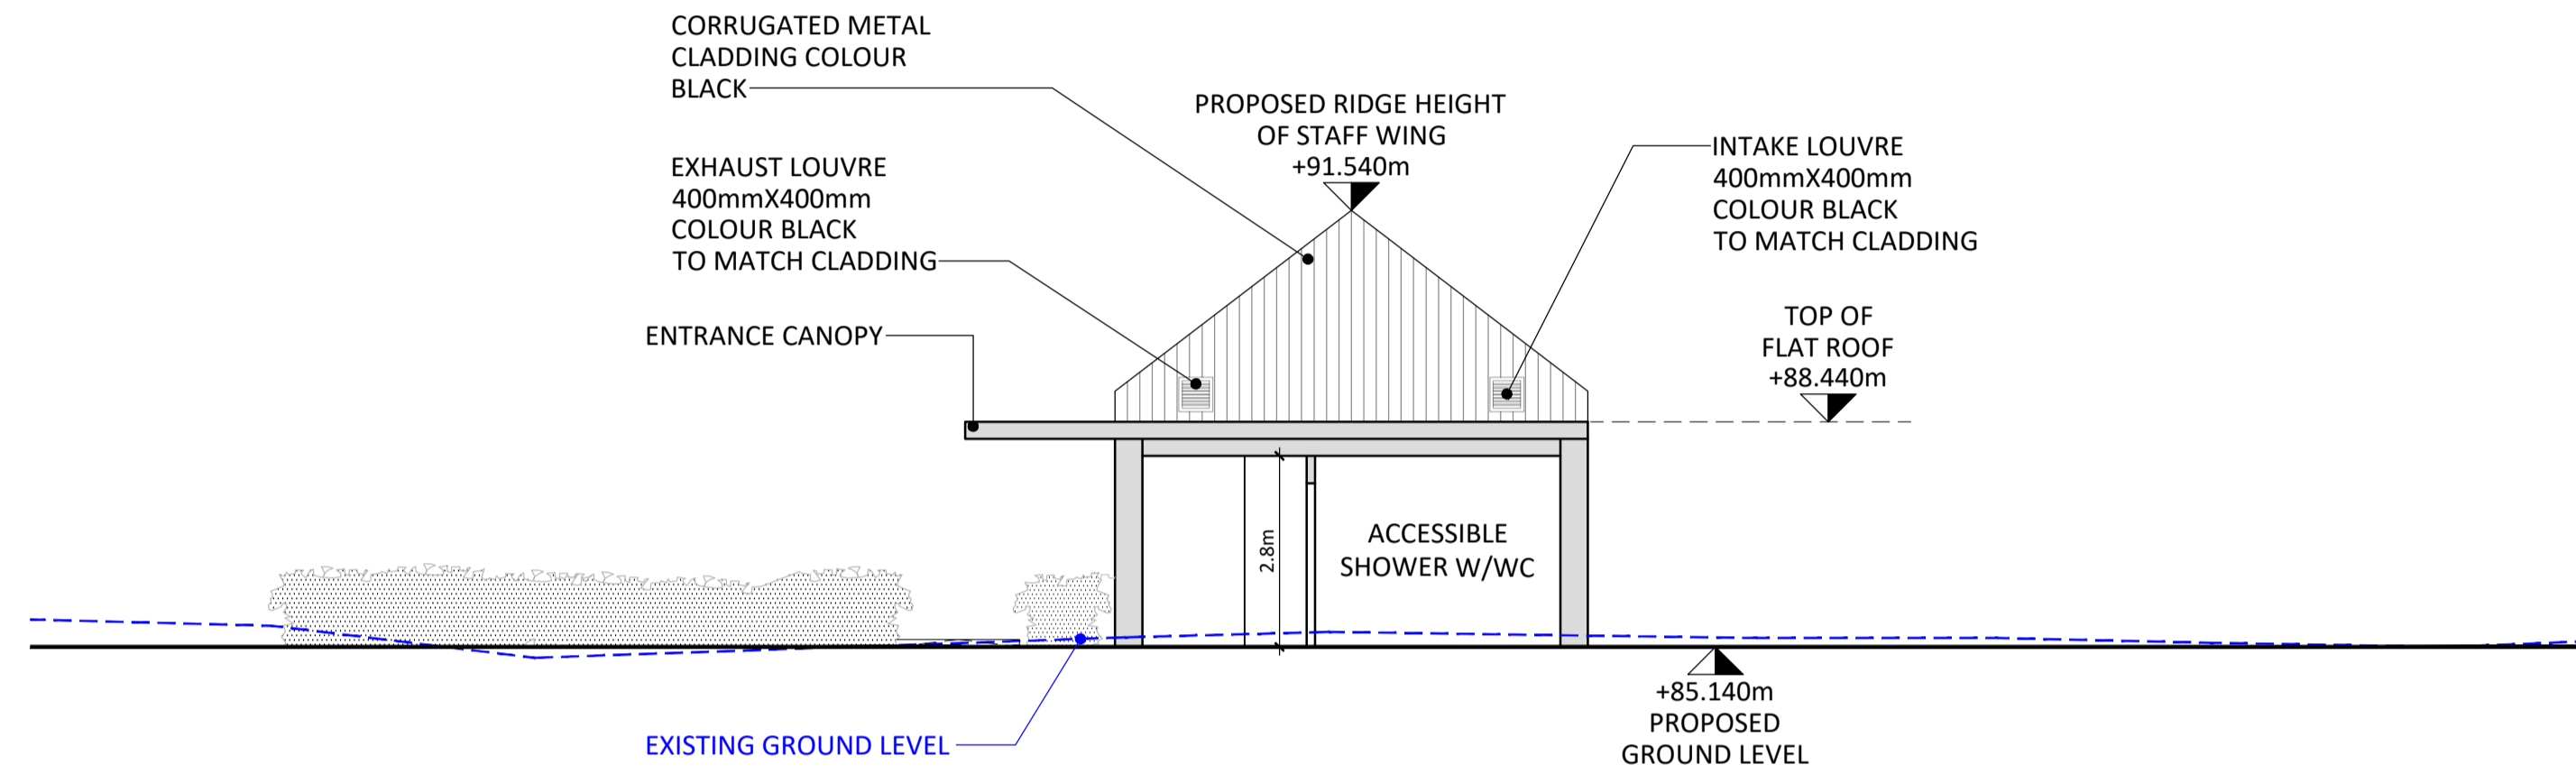 CORRUGATED METAL
CLADDING COLOUR
BLACK
PROPOSED RIDGE HEIGHT
OF STAFF WING
+91.540m
EXHAUST LOUVRE
400mmX400mm
COLOUR BLACK
TO MATCH CLADDING
INTAKE LOUVRE
400mmX400mm
COLOUR BLACK
TO MATCH CLADDING
ENTRANCE CANOPY
TOP OF
FLAT ROOF
+88.440m
2.8m
ACCESSIBLE
SHOWER W/WC
EXISTING GROUND LEVEL
+85.140m
PROPOSED
GROUND LEVEL